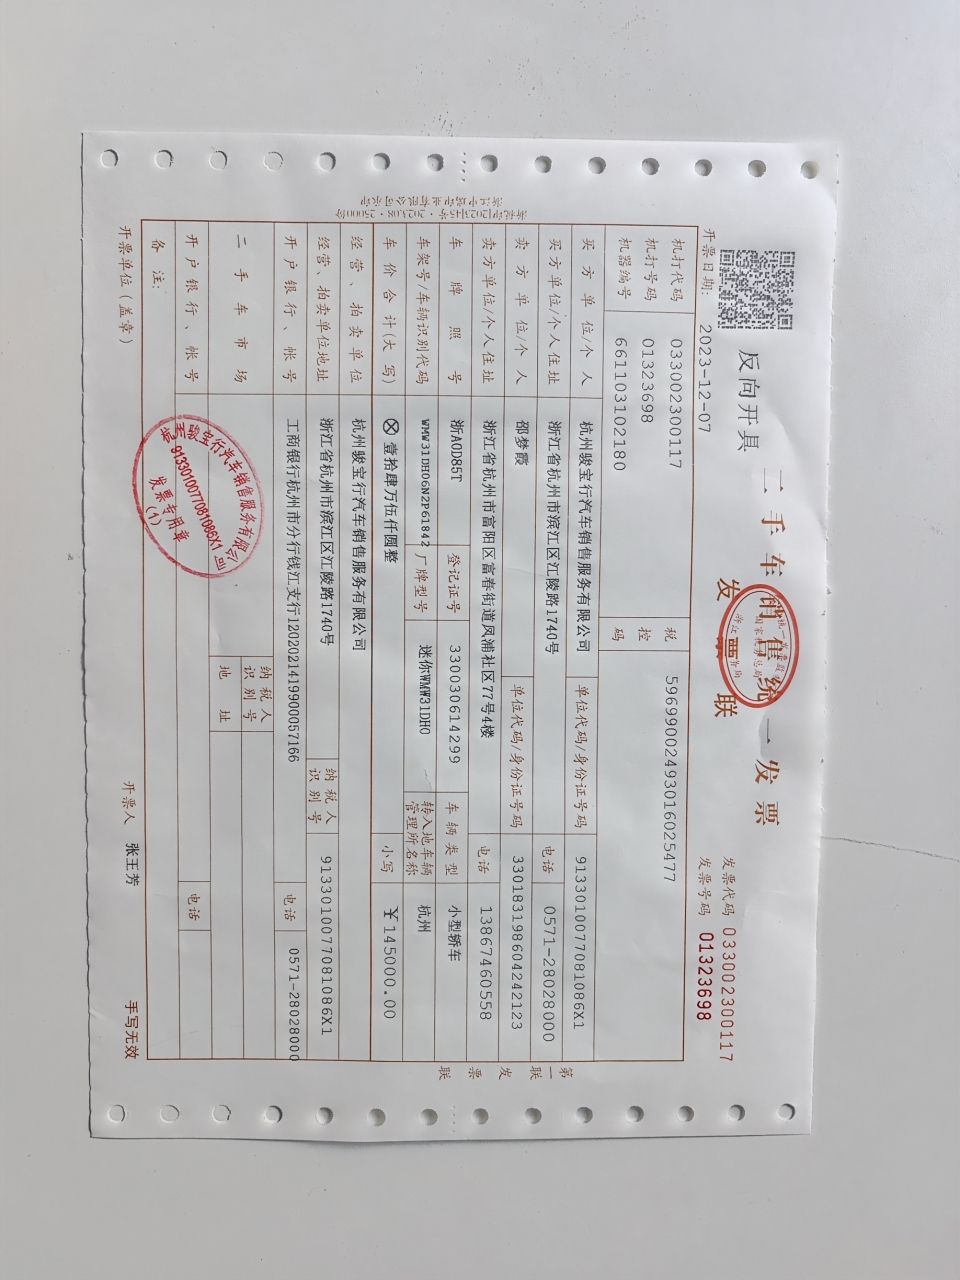 二手车销售统一发票
反向开具
发票联
发票代码 033002300117
发票号码 01323698
开票日期: 2023-12-07
机打代码 033002300117
机打号码 01323698
机器编号 661103102180
税控码 59699002493016025477
买方单位/个人 杭州骏宝行汽车销售服务有限公司 单位代码/身份证号码 9133010077081086X1
买方单位/个人住址 浙江省杭州市滨江区江陵路1740号 电话 0571-28028000
卖方单位/个人 邵梦霞 单位代码/身份证号码 330183198604242123
卖方单位/个人住址 浙江省杭州市富阳区富春街道凤浦社区77号4楼 电话 13867460558
车牌照号 浙A0D85T 登记证号 330030614299 车辆类型 小型轿车
车架号/车辆识别代码 WMW31DH06N2P61842 厂牌型号 迷你WMW31DH0 转入地车辆管理所名称 杭州
车价合计(大写) ⊗壹拾肆万伍仟圆整 小写 ¥145000.00
经营、拍卖单位 杭州骏宝行汽车销售服务有限公司
经营、拍卖单位地址 浙江省杭州市滨江区江陵路1740号 纳税人识别号 9133010077081086X1
开户银行、帐号 工商银行杭州市分行钱江支行1202021419900057166 电话 0571-28028000
二手车市场 纳税人识别号
地址
开户银行、帐号 电话
备注:
开票单位(盖章) 开票人 张王芳 手写无效
第一联 发票联
杭州骏宝行汽车销售服务有限公司
9133010077081086X1
发票专用章
(1)